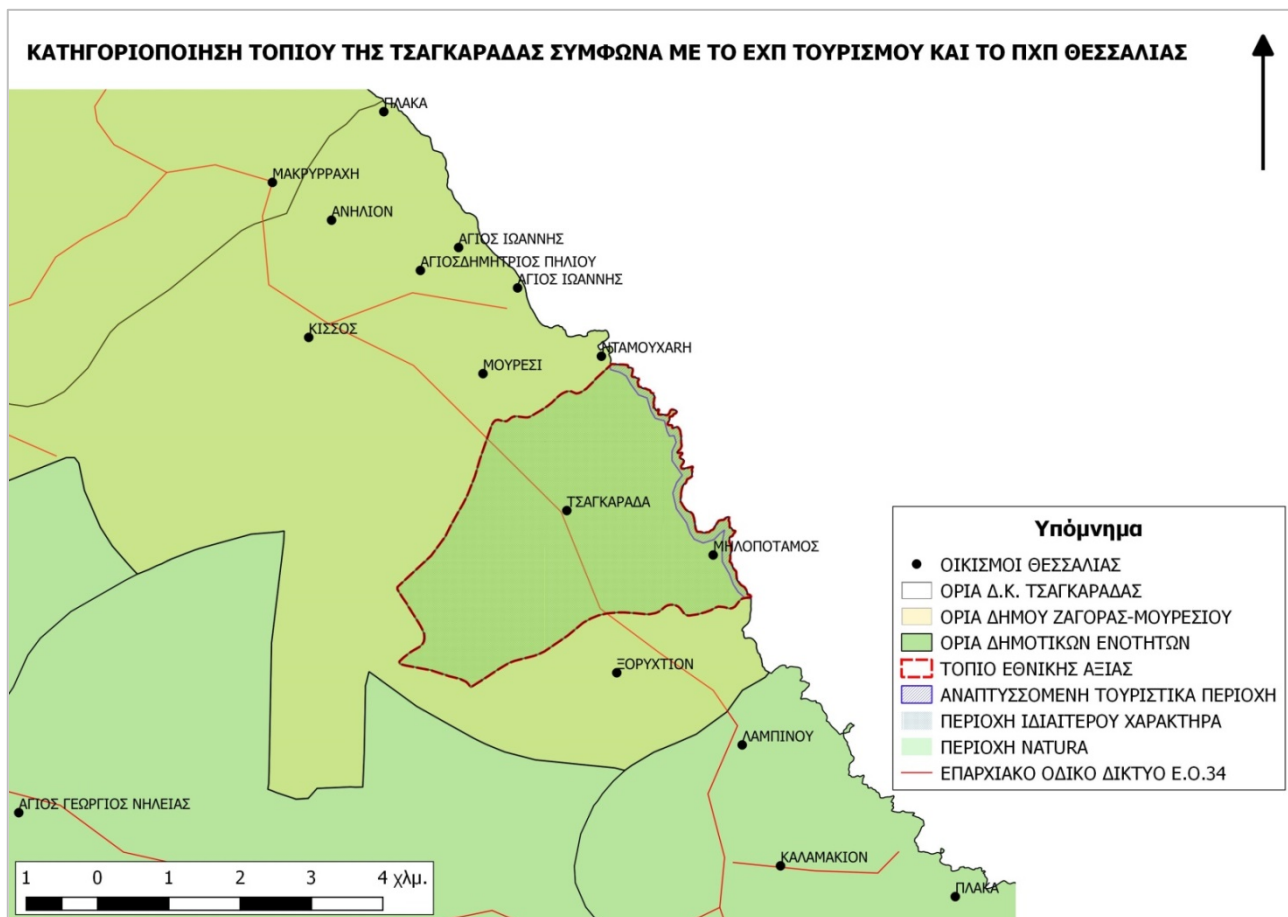 ΚΑΤΗΓΟΡΙΟΠΟΙΗΣΗ ΤΟΠΙΟΥ ΤΗΣ ΤΣΑΓΚΑΡΑΔΑΣ ΣΥΜΦΩΝΑ ΜΕ ΤΟ ΕΧΠ ΤΟΥΡΙΣΜΟΥ ΚΑΙ ΤΟ ΠΧΠ ΘΕΣΣΑΛΙΑΣ
ΠΛΑΚΑ
ΜΑΚΡΥΡΡΑΧΗ
ΑΝΗΛΙΟΝ
ΑΓΙΟΣ ΙΩΑΝΝΗΣ
ΑΓΙΟΣΔΗΜΗΤΡΙΟΣ ΠΗΛΙΟΥ
ΑΓΙΟΣ ΙΩΑΝΝΗΣ
ΚΙΣΣΟΣ
ΝΤΑΜΟΥΧΑRΗ
ΜΟΥΡΕΣΙ
ΤΣΑΓΚΑΡΑΔΑ
ΜΗΛΟΠΟΤΑΜΟΣ
ΞΟΡΥΧΤΙΟΝ
ΛΑΜΠΙΝΟΥ
ΑΓΙΟΣ ΓΕΩΡΓΙΟΣ ΝΗΛΕΙΑΣ
ΚΑΛΑΜΑΚΙΟΝ
ΠΛΑΚΑ
Υπόμνημα
ΟΙΚΙΣΜΟΙ ΘΕΣΣΑΛΙΑΣ
ΟΡΙΑ Δ.Κ. ΤΣΑΓΚΑΡΑΔΑΣ
ΟΡΙΑ ΔΗΜΟΥ ΖΑΓΟΡΑΣ-ΜΟΥΡΕΣΙΟΥ
ΟΡΙΑ ΔΗΜΟΤΙΚΩΝ ΕΝΟΤΗΤΩΝ
ΤΟΠΙΟ ΕΘΝΙΚΗΣ ΑΞΙΑΣ
ΑΝΑΠΤΥΣΣΟΜΕΝΗ ΤΟΥΡΙΣΤΙΚΑ ΠΕΡΙΟΧΗ
ΠΕΡΙΟΧΗ ΙΔΙΑΙΤΕΡΟΥ ΧΑΡΑΚΤΗΡΑ
ΠΕΡΙΟΧΗ NATURA
ΕΠΑΡΧΙΑΚΟ ΟΔΙΚΟ ΔΙΚΤΥΟ Ε.Ο.34
1 0 1 2 3 4 χλμ.